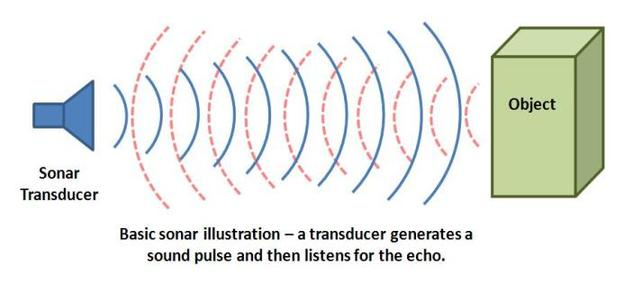 Object
Sonar
Transducer
Basic sonar illustration – a transducer generates a
sound pulse and then listens for the echo.